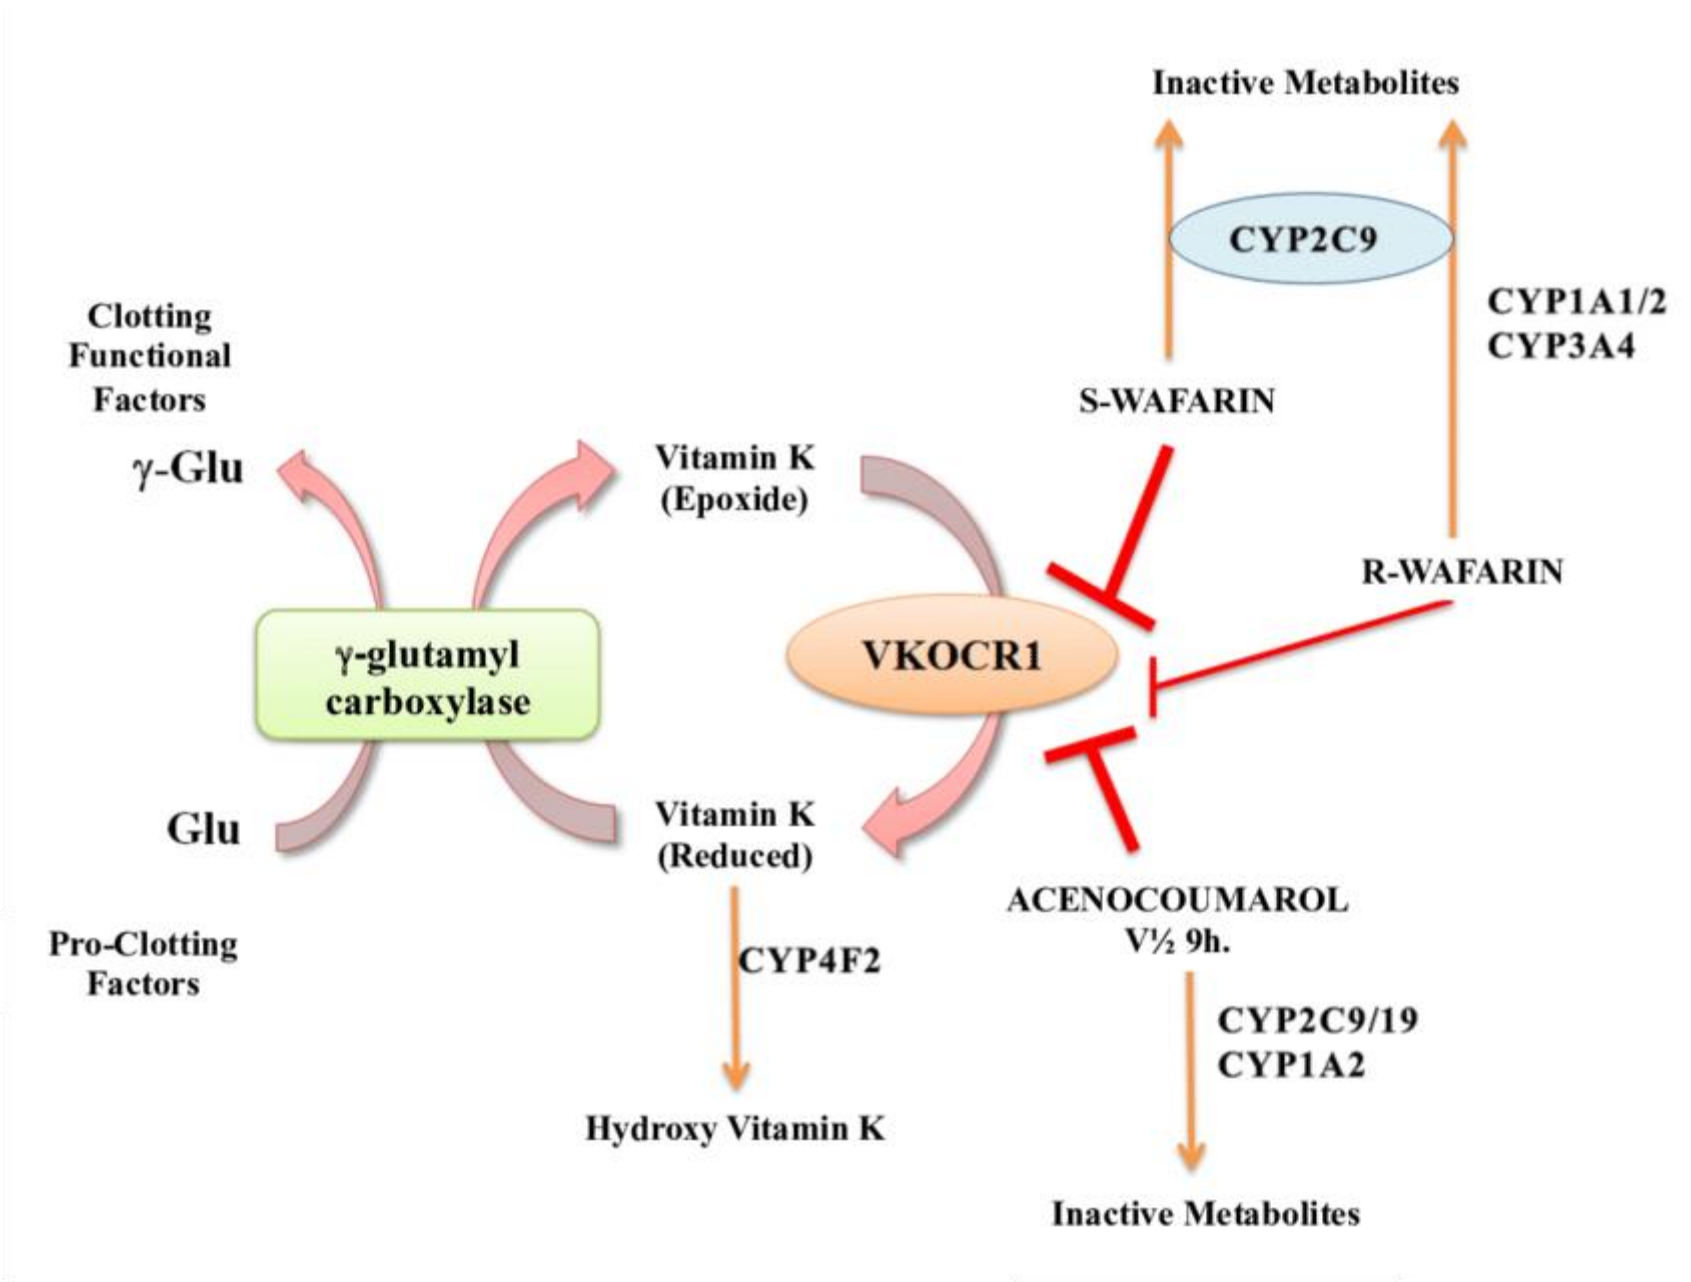 Inactive Metabolites
CYP2C9
CYP1A1/2
CYP3A4
Clotting
Functional
Factors
S-WAFARIN
γ-Glu
Vitamin K
(Epoxide)
R-WAFARIN
γ-glutamyl
carboxylase
VKOCR1
Glu
Vitamin K
(Reduced)
ACENOCOUMAROL
V½ 9h.
Pro-Clotting
Factors
CYP4F2
CYP2C9/19
CYP1A2
Hydroxy Vitamin K
Inactive Metabolites